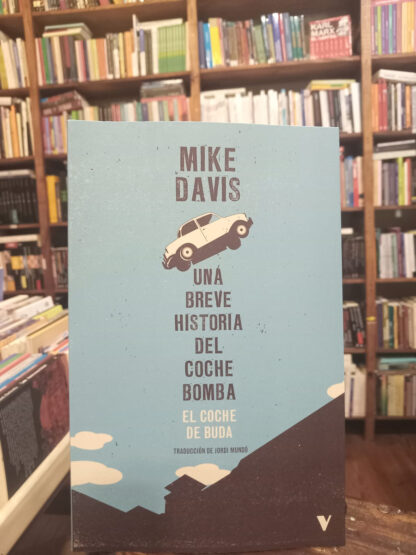 MIKE
DAVIS
UNA
BREVE
HISTORIA
DEL
COCHE
BOMBA
EL COCHE
DE BUDA
TRADUCCIÓN DE JORDI MUNDÓ
V
KARL
MARX